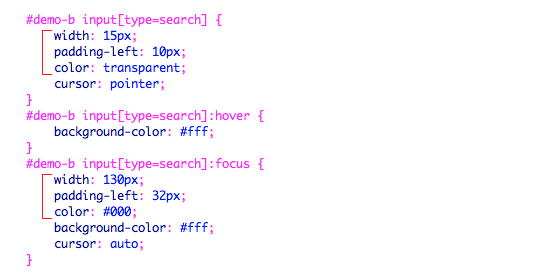 #demo-b input[type=search] {
    width: 15px;
    padding-left: 10px;
    color: transparent;
    cursor: pointer;
}
#demo-b input[type=search]:hover {
    background-color: #fff;
}
#demo-b input[type=search]:focus {
    width: 130px;
    padding-left: 32px;
    color: #000;
    background-color: #fff;
    cursor: auto;
}